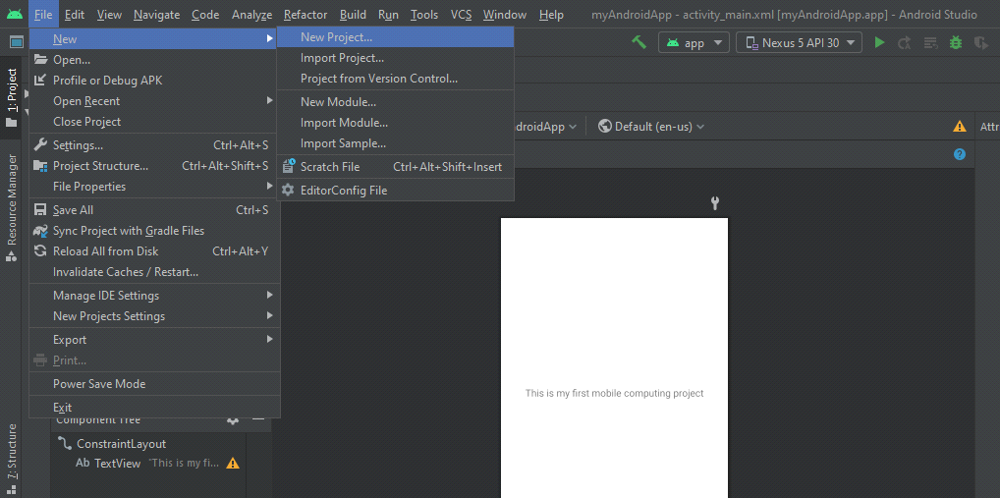 File Edit View Navigate Code Analyze Refactor Build Run Tools VCS Window Help myAndroidApp - activity_main.xml [myAndroidApp.app] - Android Studio
New
New Project...
app
Nexus 5 API 30
Open...
Import Project...
Profile or Debug APK
Project from Version Control...
Open Recent
New Module...
Close Project
Import Module...
droidApp
Default (en-us)
Attr
Settings... Ctrl+Alt+S
Import Sample...
Project Structure... Ctrl+Alt+Shift+S
Scratch File Ctrl+Alt+Shift+Insert
File Properties
EditorConfig File
Save All Ctrl+S
Sync Project with Gradle Files
Reload All from Disk Ctrl+Alt+Y
Invalidate Caches / Restart...
Manage IDE Settings
New Projects Settings
Export
Print...
Power Save Mode
Exit
1: Project
Resource Manager
7: Structure
Component Tree
ConstraintLayout
Ab TextView "This is my fi...
This is my first mobile computing project